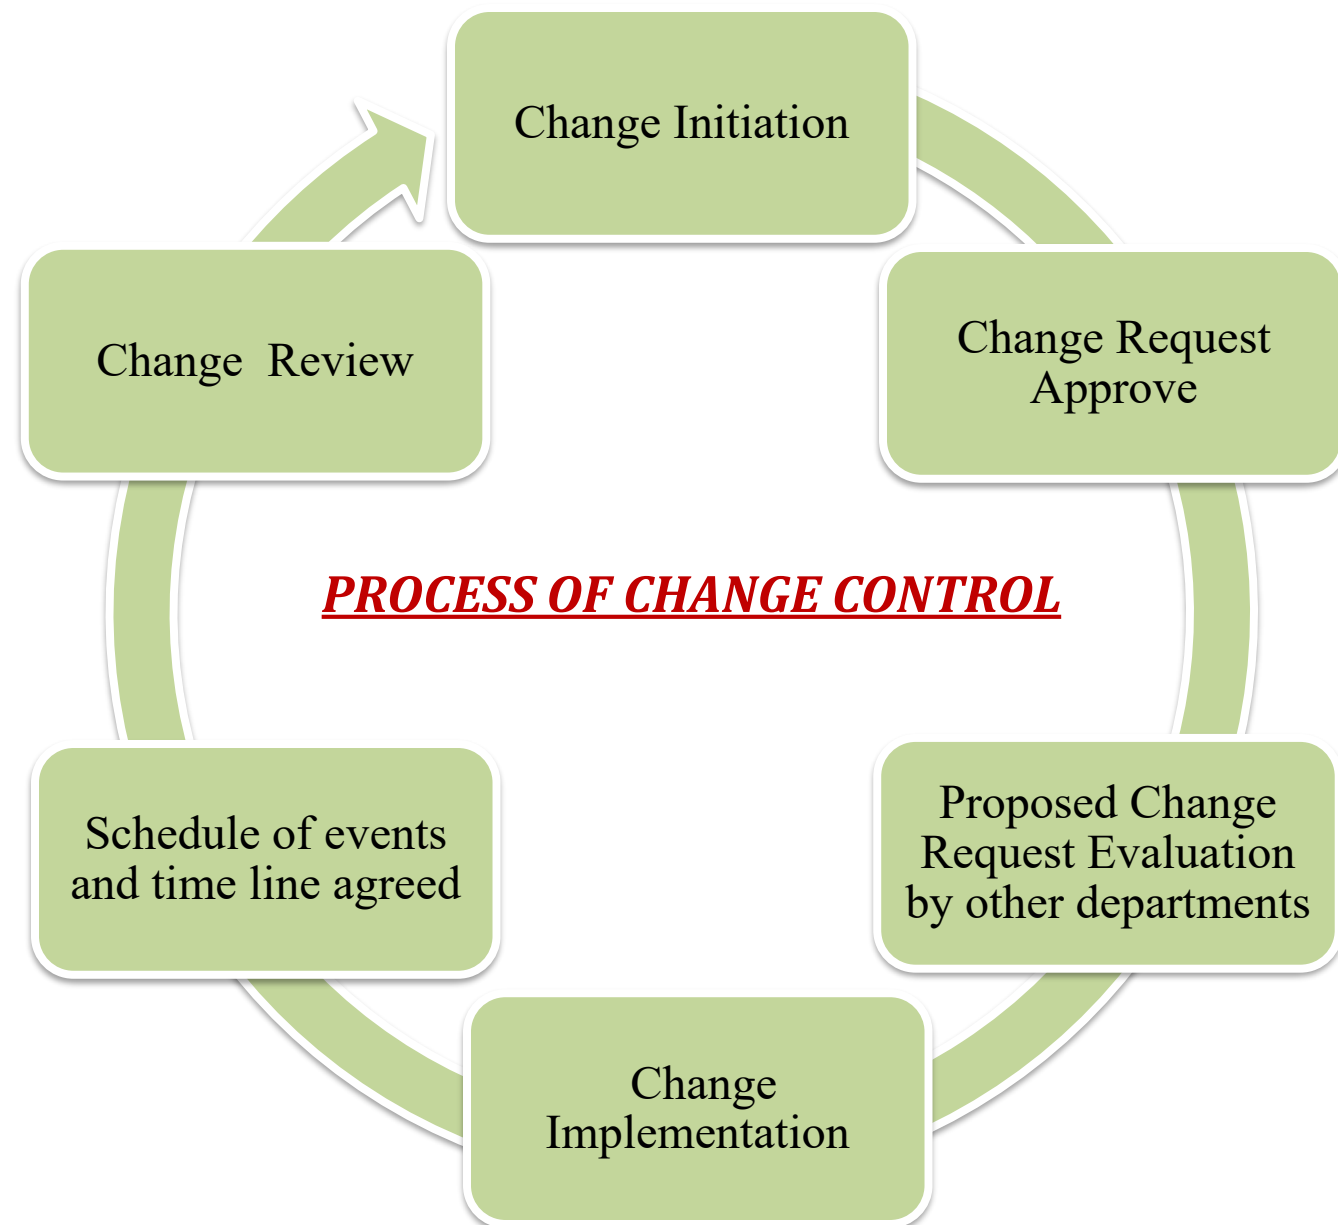 Change Initiation
Change Request
Approve
Proposed Change
Request Evaluation
by other departments
Change
Implementation
Schedule of events
and time line agreed
Change  Review
PROCESS OF CHANGE CONTROL